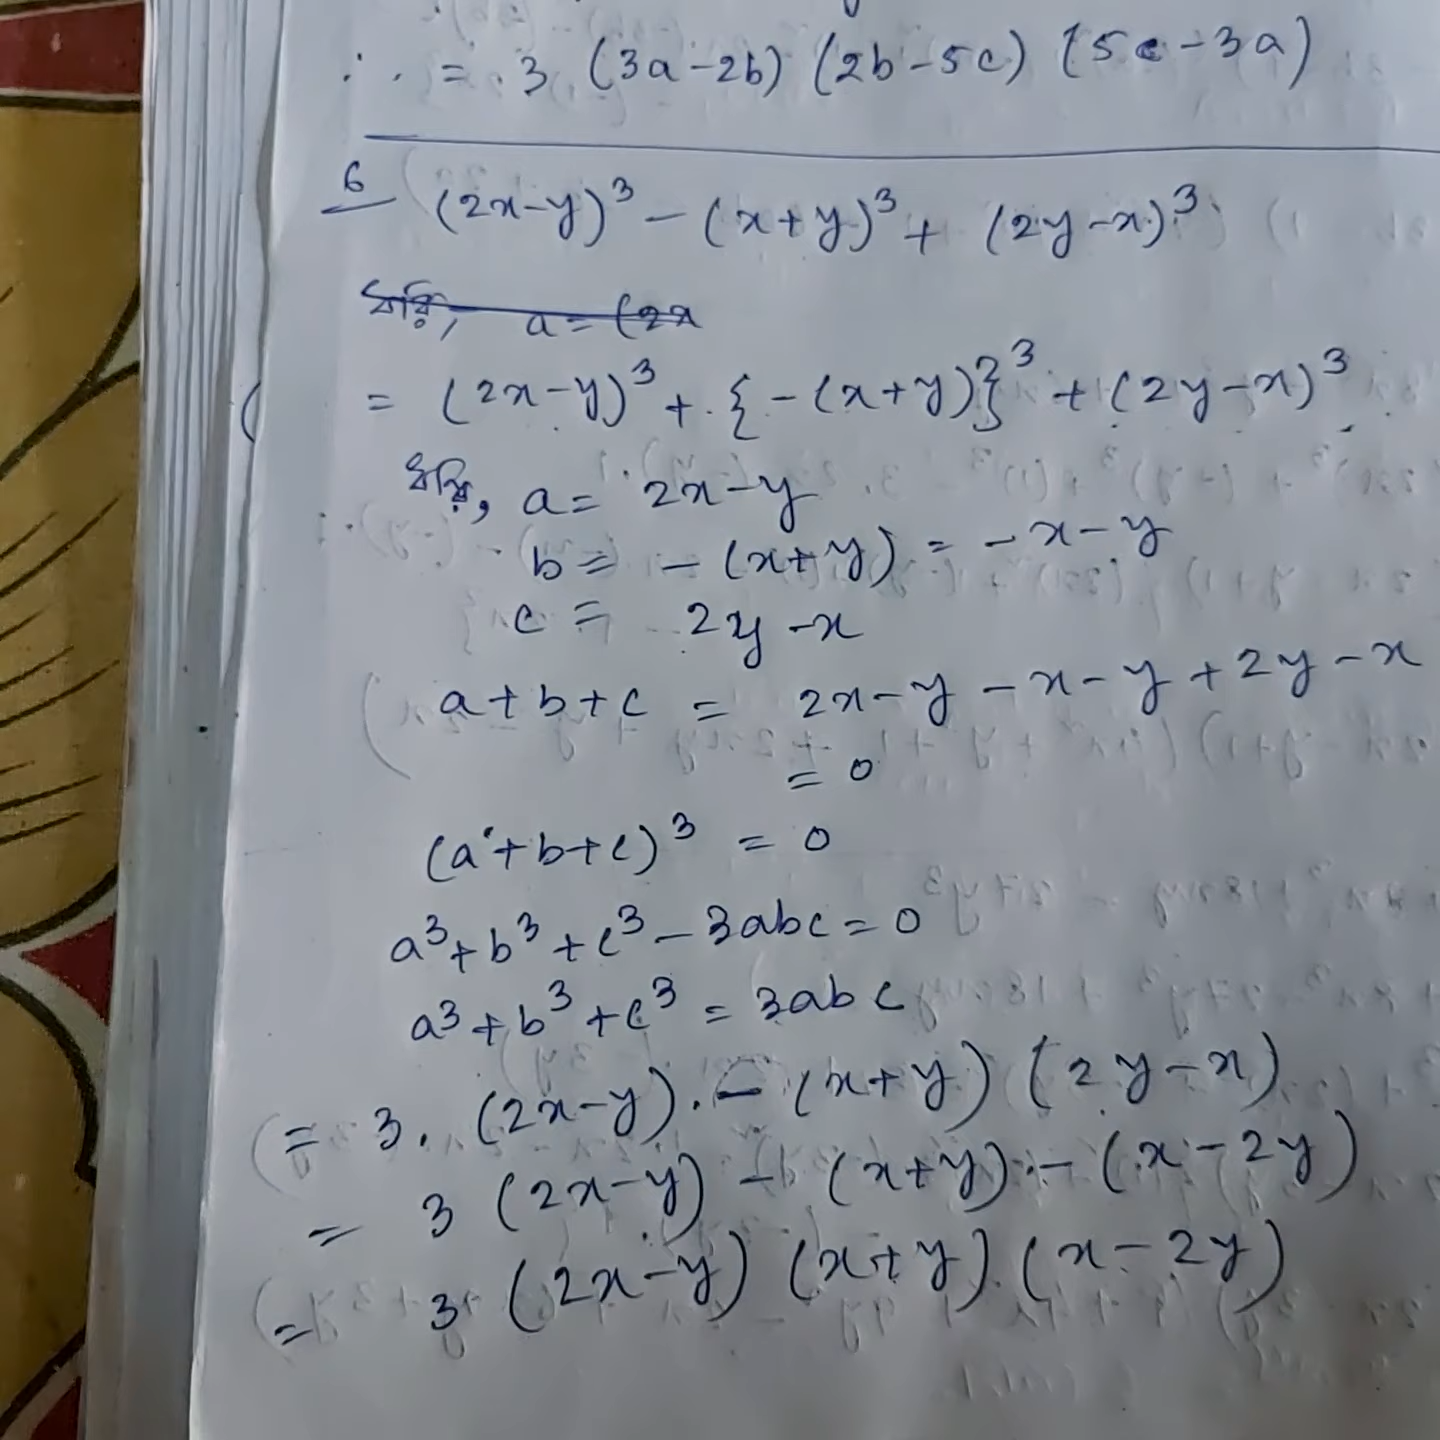 ∴ = 3 (3a-2b) (2b-5c) (5c-3a)
6 (2x-y)³ - (x+y)³ + (2y-x)³
ধরি, a = (2x
= (2x-y)³ + {-(x+y)}³ + (2y-x)³
ধরি, a = 2x-y
b = -(x+y) = -x-y
c = 2y-x
a+b+c = 2x-y-x-y+2y-x
= 0
(a+b+c)³ = 0
a³+b³+c³-3abc = 0
a³+b³+c³ = 3abc
= 3. (2x-y). - (x+y) (2y-x)
= 3 (2x-y) - (x+y). - (x-2y)
= 3 (2x-y) (x+y) (x-2y)